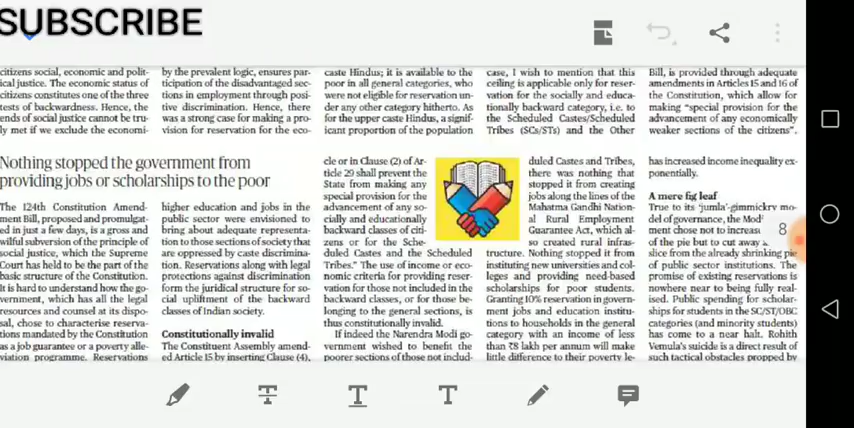 SUBSCRIBE
citizens social, economic and polit-
ical justice. The economic status of
citizens constitutes one of the three
tests of backwardness. Hence, the
ends of social justice cannot be tru-
ly met if we exclude the economi-
by the prevalent logic, ensures par-
ticipation of the disadvantaged sec-
tions in employment through posi-
tive discrimination. Hence, there
was a strong case for making a pro-
vision for reservation for the eco-
caste Hindus; it is available to the
poor in all general categories, who
were not eligible for reservation un-
der any other category hitherto. As
for the upper caste Hindus, a signif-
icant proportion of the population
case, I wish to mention that this
ceiling is applicable only for reser-
vation for the socially and educa-
tionally backward category, i.e. to
the Scheduled Castes/Scheduled
Tribes (SCs/STs) and the Other
Bill, is provided through adequate
amendments in Articles 15 and 16 of
the Constitution, which allow for
making “special provision for the
advancement of any economically
weaker sections of the citizens”.
Nothing stopped the government from
providing jobs or scholarships to the poor
The 124th Constitution Amend-
ment Bill, proposed and promulgat-
ed in just a few days, is a gross and
wilful subversion of the principle of
social justice, which the Supreme
Court has held to be part of the
basic structure of the Constitution.
It is hard to understand how the go-
vernment, which has all the legal
resources and counsel at its dispo-
sal, chose to characterise reserva-
tions mandated by the Constitution
as a job guarantee or a poverty alle-
viation programme. Reservations
higher education and jobs in the
public sector were envisioned to
bring about adequate representa-
tion to those sections of society that
are oppressed by caste discrimina-
tion. Reservations along with legal
protections against discrimination
form the juridical structure for so-
cial upliftment of the backward
classes of Indian society.
Constitutionally invalid
The Constituent Assembly amend-
ed Article 15 by inserting Clause (4),
cle or in Clause (2) of Ar-
ticle 29 shall prevent the
State from making any
special provision for the
advancement of any so-
cially and educationally
backward classes of citi-
zens or for the Sche-
duled Castes and the Scheduled
Tribes.” The use of income or eco-
nomic criteria for providing reser-
vation for those not included in the
backward classes, or for those be-
longing to the general sections, is
thus constitutionally invalid.
If indeed the Narendra Modi go-
vernment wished to benefit the
poorer sections of those not includ-
duled Castes and Tribes,
there was nothing that
stopped it from creating
jobs along the lines of the
Mahatma Gandhi Nation-
al Rural Employment
Guarantee Act, which al-
so created rural infras-
tructure. Nothing stopped it from
instituting new universities and col-
leges and providing need-based
scholarships for poor students.
Granting 10% reservation in govern-
ment jobs and education institu-
tions to households in the general
category with an income of less
than ₹8 lakh per annum will make
little difference to their poverty le-
has increased income inequality ex-
ponentially.
A mere fig leaf
True to its ‘jumla’-gimmickry mo-
del of governance, the Mod
ment chose not to increas
of the pie but to cut away
slice from the already shrinking pie
of public sector institutions. The
promise of existing reservations is
nowhere near to being fully real-
ised. Public spending for scholar-
ships for students in the SC/ST/OBC
categories (and minority students)
has come to a near halt. Rohith
Vemula’s suicide is a direct result of
such tactical obstacles propped by
8
T
T
T